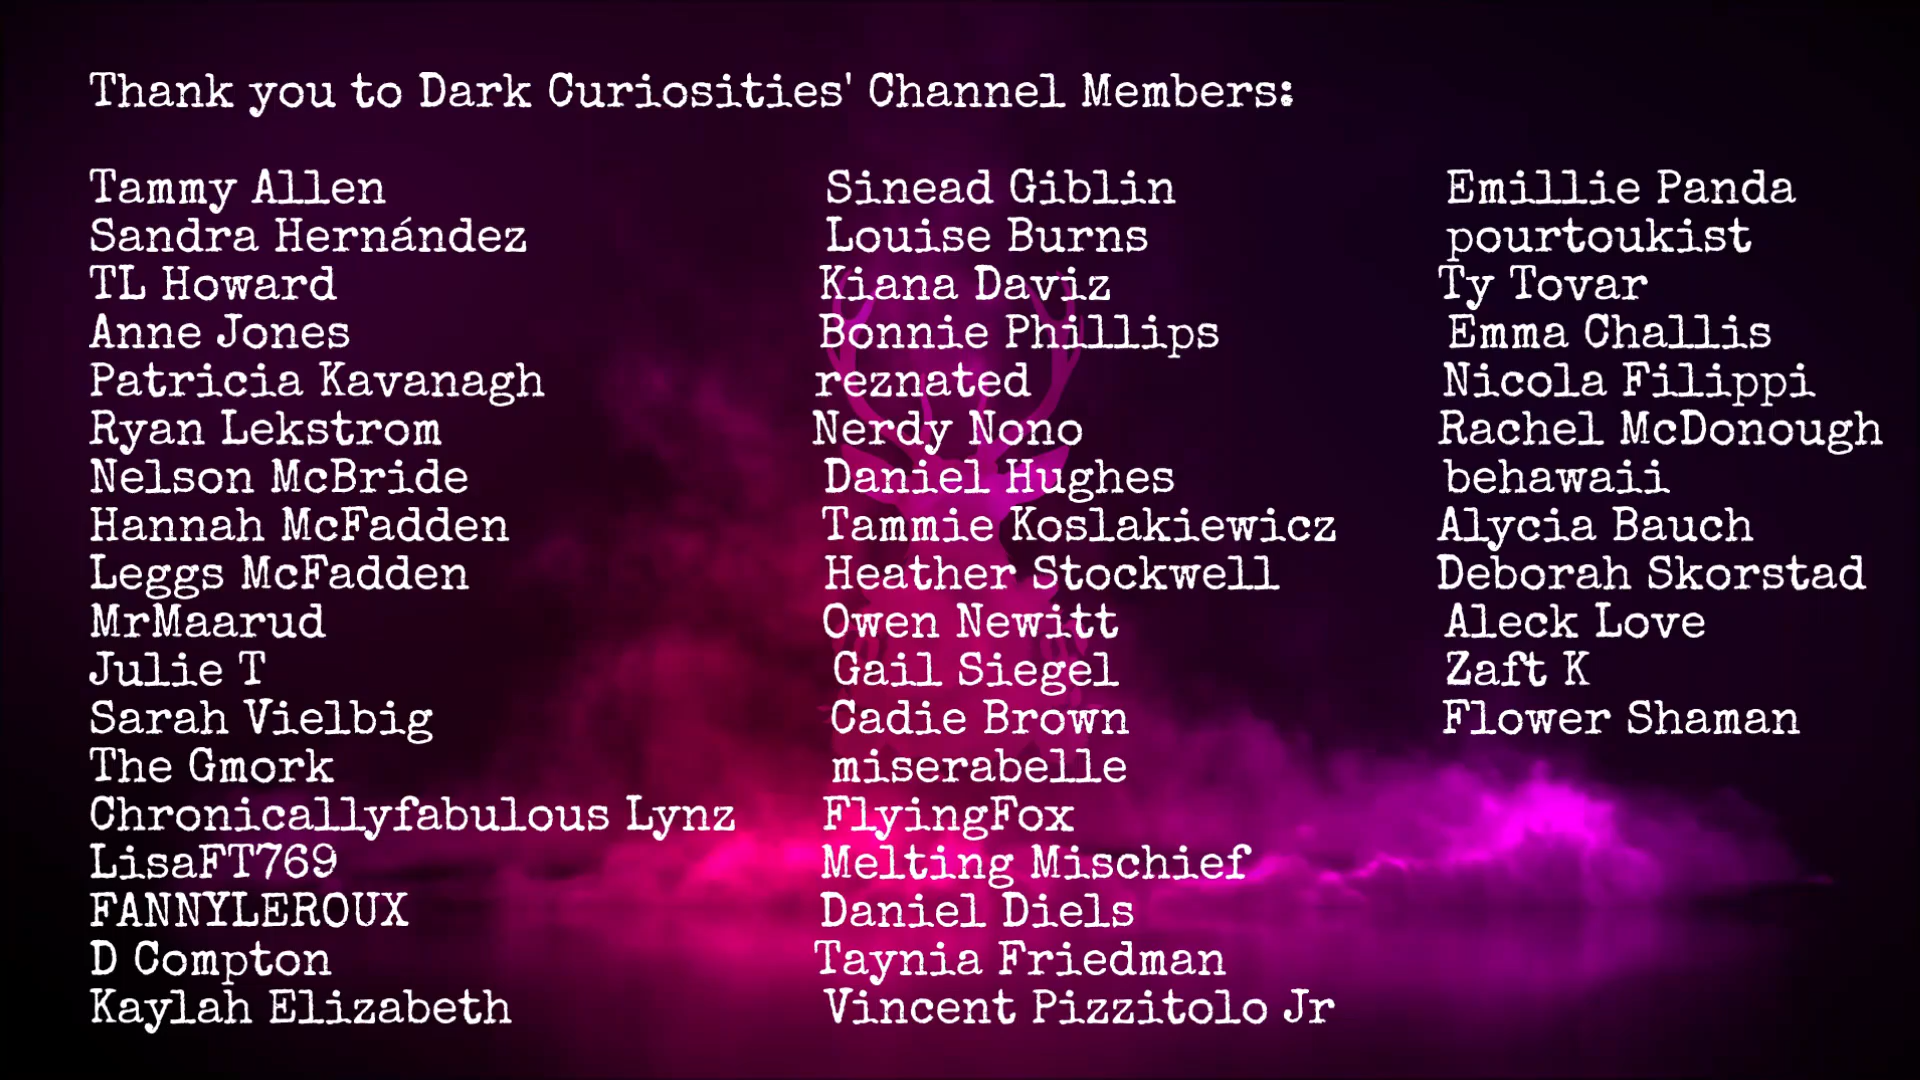 Thank you to Dark Curiosities' Channel Members:
Tammy Allen
Sandra Hernández
TL Howard
Anne Jones
Patricia Kavanagh
Ryan Lekstrom
Nelson McBride
Hannah McFadden
Leggs McFadden
MrMaarud
Julie T
Sarah Vielbig
The Gmork
Chronicallyfabulous Lynz
LisaFT769
FANNYLEROUX
D Compton
Kaylah Elizabeth
Sinead Giblin
Louise Burns
Kiana Daviz
Bonnie Phillips
reznated
Nerdy Nono
Daniel Hughes
Tammie Koslakiewicz
Heather Stockwell
Owen Newitt
Gail Siegel
Cadie Brown
miserabelle
FlyingFox
Melting Mischief
Daniel Diels
Taynia Friedman
Vincent Pizzitolo Jr
Emillie Panda
pourtoukist
Ty Tovar
Emma Challis
Nicola Filippi
Rachel McDonough
behawaii
Alycia Bauch
Deborah Skorstad
Aleck Love
Zaft K
Flower Shaman